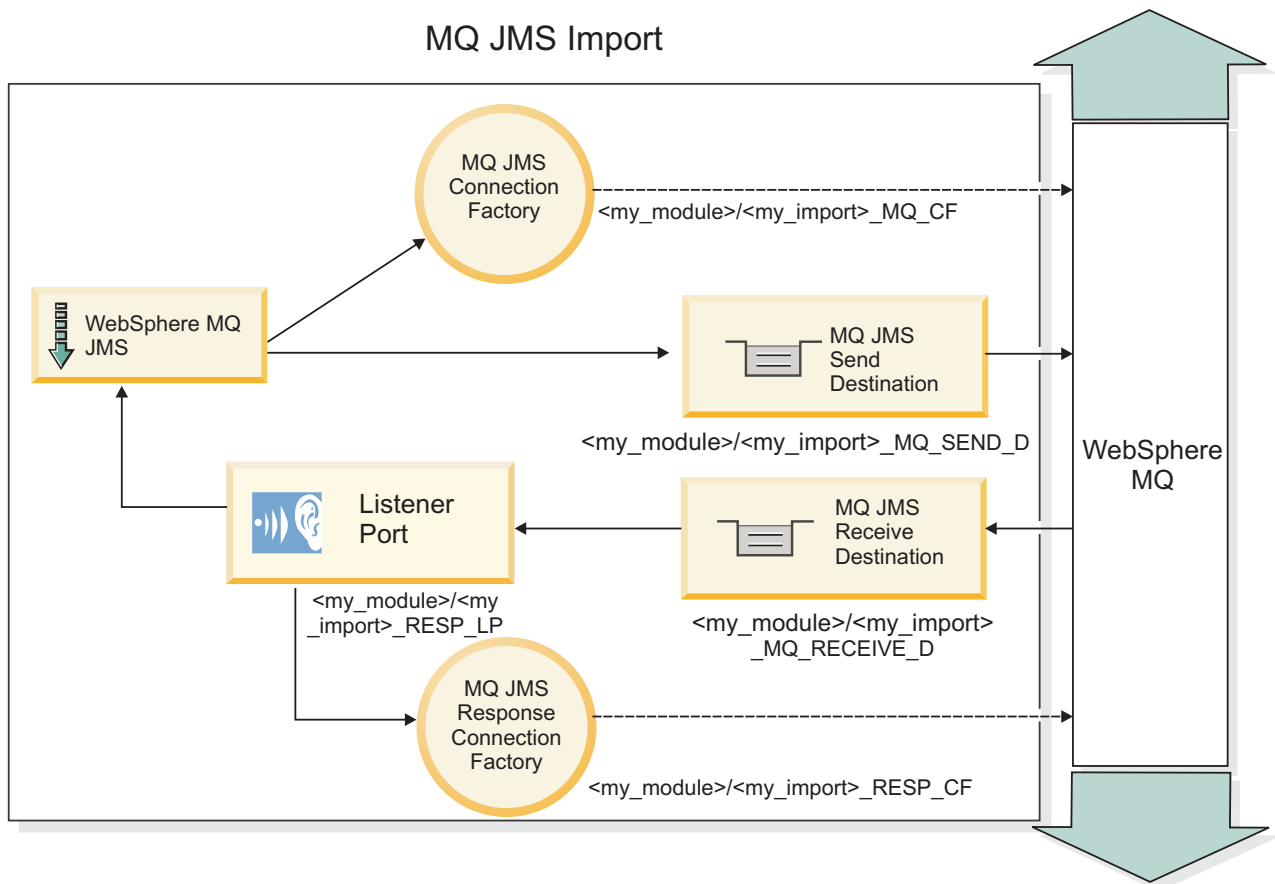 MQ JMS Import
MQ JMS
Connection
Factory
<my_module>/<my_import>_MQ_CF
WebSphere MQ
JMS
MQ JMS
Send
Destination
<my_module>/<my_import>_MQ_SEND_D
WebSphere
MQ
Listener
Port
MQ JMS
Receive
Destination
<my_module>/<my
_import>_RESP_LP
<my_module>/<my_import>
_MQ_RECEIVE_D
MQ JMS
Response
Connection
Factory
<my_module>/<my_import>_RESP_CF